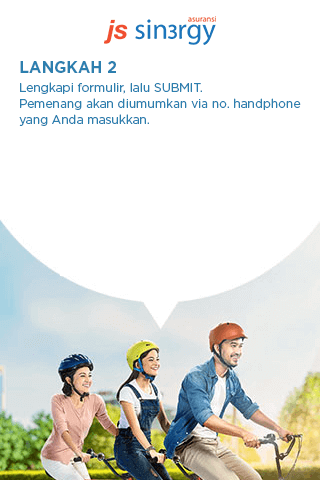 asuransi
js sin3rgy
LANGKAH 2
Lengkapi formulir, lalu SUBMIT.
Pemenang akan diumumkan via no. handphone
yang Anda masukkan.